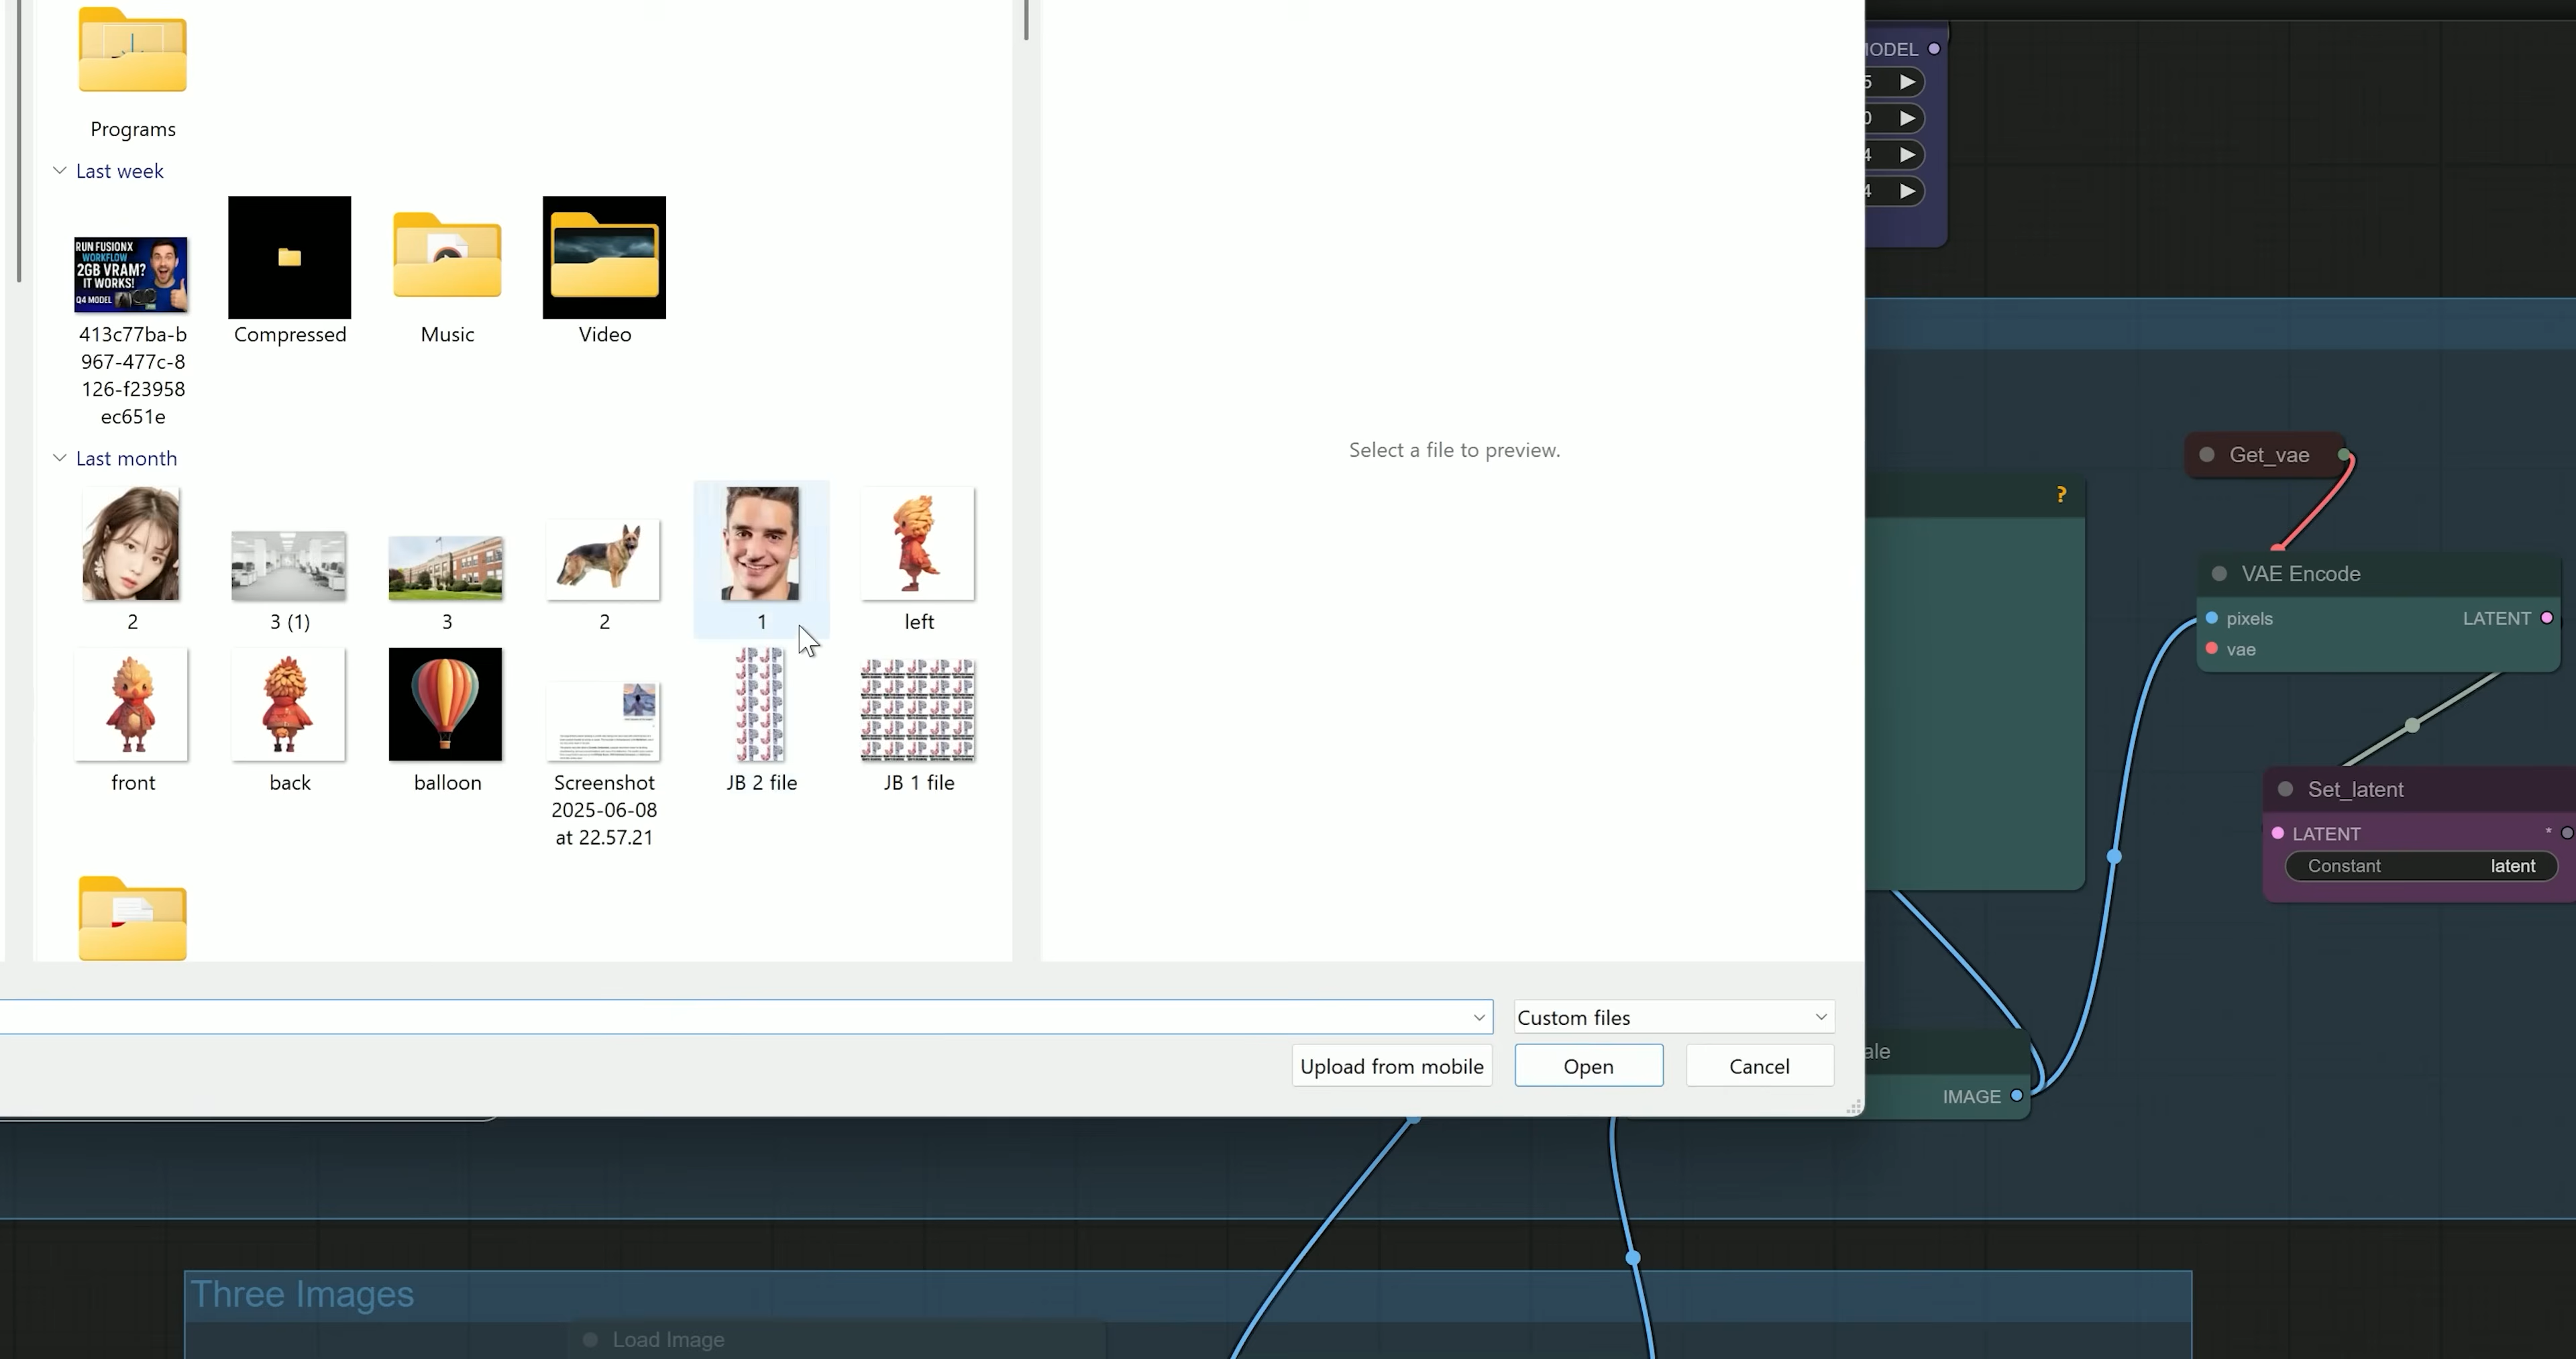 Programs
Last week
RUN FUSIONX
WORKFLOW
2GB VRAM?
IT WORKS!
Q4 MODEL
413c77ba-b
967-477c-8
126-f23958
ec651e
Compressed
Music
Video
Last month
2
3 (1)
3
2
1
left
front
back
balloon
Screenshot
2025-06-08
at 22.57.21
JB 2 file
JB 1 file
Select a file to preview.
Custom files
Upload from mobile
Open
Cancel
ODEL
5
0
4
4
?
Get_vae
VAE Encode
pixels
LATENT
vae
Set_latent
LATENT
*
Constant
latent
ale
IMAGE
Three Images
Load Image